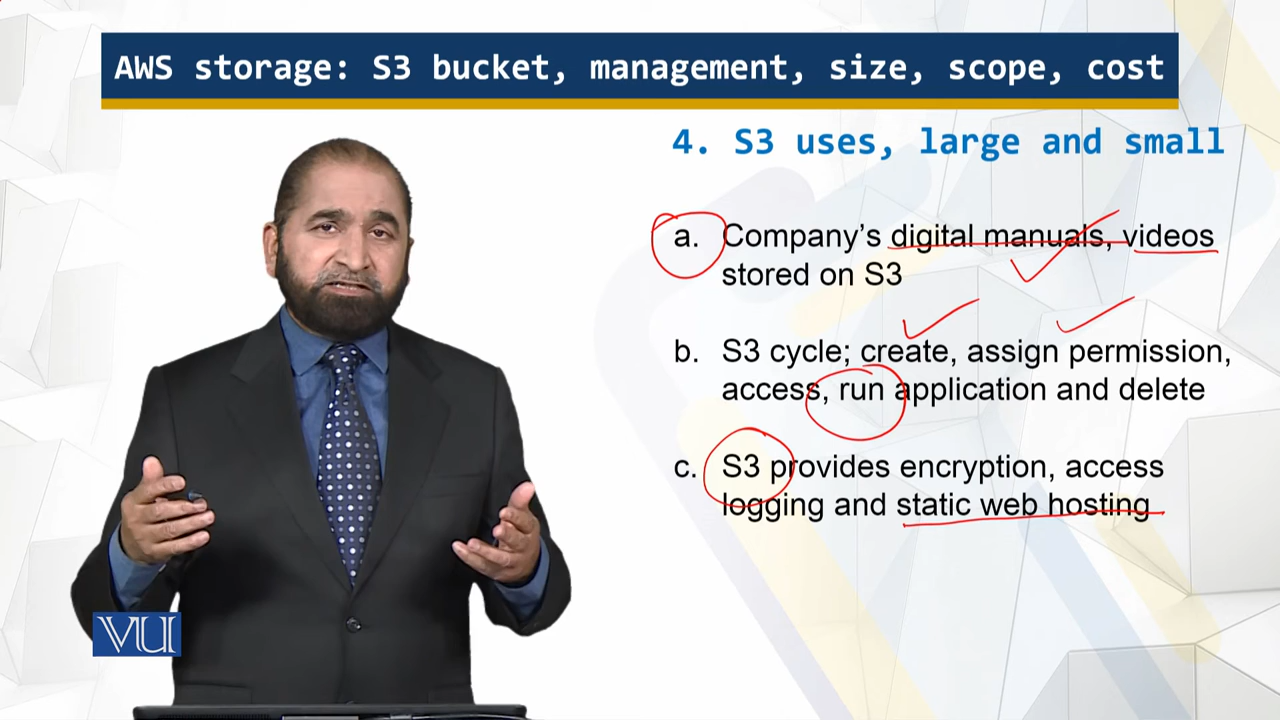 AWS storage: S3 bucket, management, size, scope, cost
4. S3 uses, large and small
a. Company's digital manuals, videos
stored on S3
b. S3 cycle; create, assign permission,
access, run application and delete
c. S3 provides encryption, access
logging and static web hosting
VU